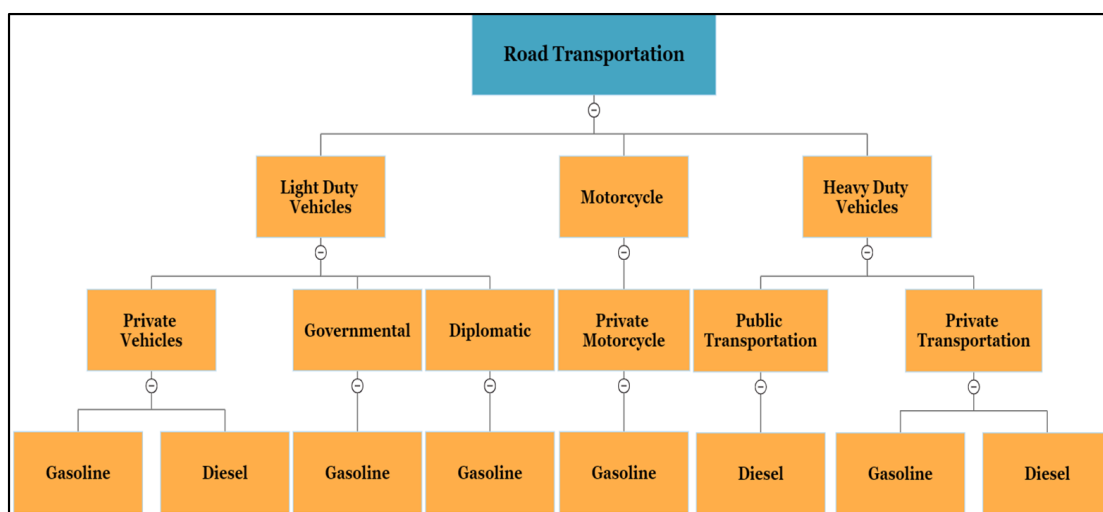 Road Transportation
Light Duty
Vehicles
Motorcycle
Heavy Duty
Vehicles
Private
Vehicles
Governmental
Diplomatic
Private
Motorcycle
Public
Transportation
Private
Transportation
Gasoline
Diesel
Gasoline
Gasoline
Gasoline
Diesel
Gasoline
Diesel